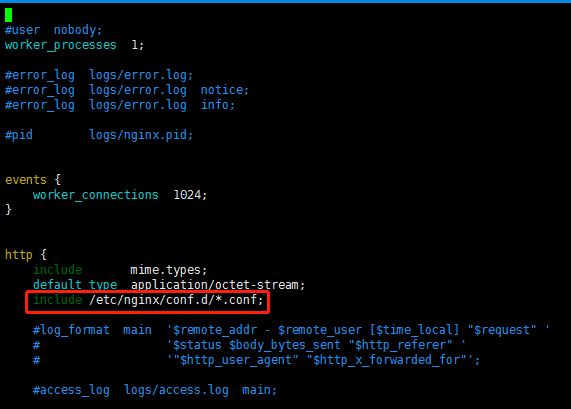 #user  nobody;
worker_processes  1;
#error_log  logs/error.log;
#error_log  logs/error.log  notice;
#error_log  logs/error.log  info;
#pid        logs/nginx.pid;
events {
    worker_connections  1024;
}
http {
    include       mime.types;
    default_type  application/octet-stream;
    include /etc/nginx/conf.d/*.conf;
    #log_format  main  '$remote_addr - $remote_user [$time_local] "$request" '
    #                  '$status $body_bytes_sent "$http_referer" '
    #                  '"$http_user_agent" "$http_x_forwarded_for"';
    #access_log  logs/access.log  main;